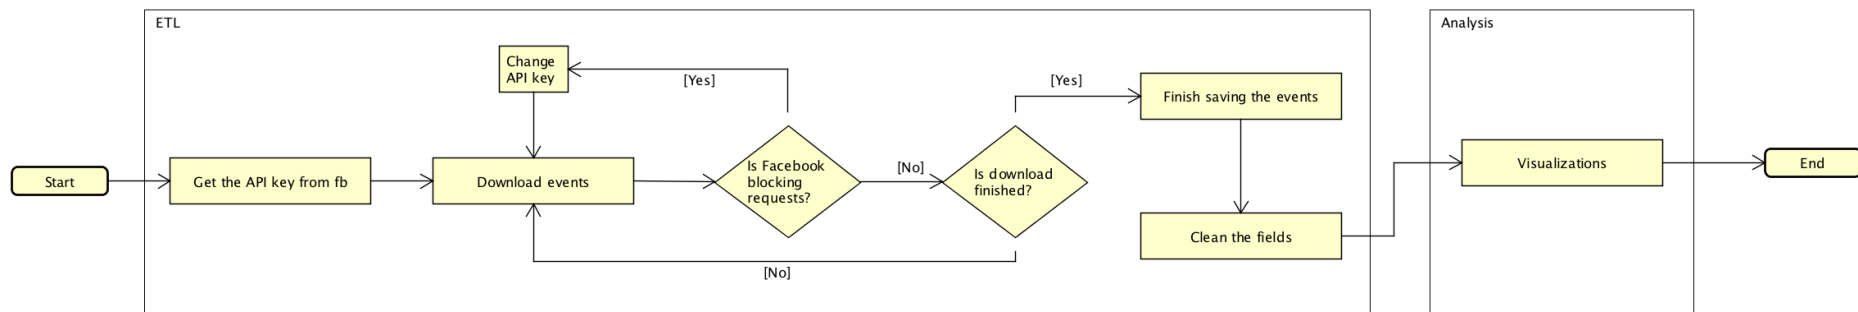 ETL
Analysis
Change
API key
[Yes]
[Yes]
Finish saving the events
Start
Get the API key from fb
Download events
Is Facebook
blocking
requests?
[No]
Is download
finished?
Visualizations
End
Clean the fields
[No]